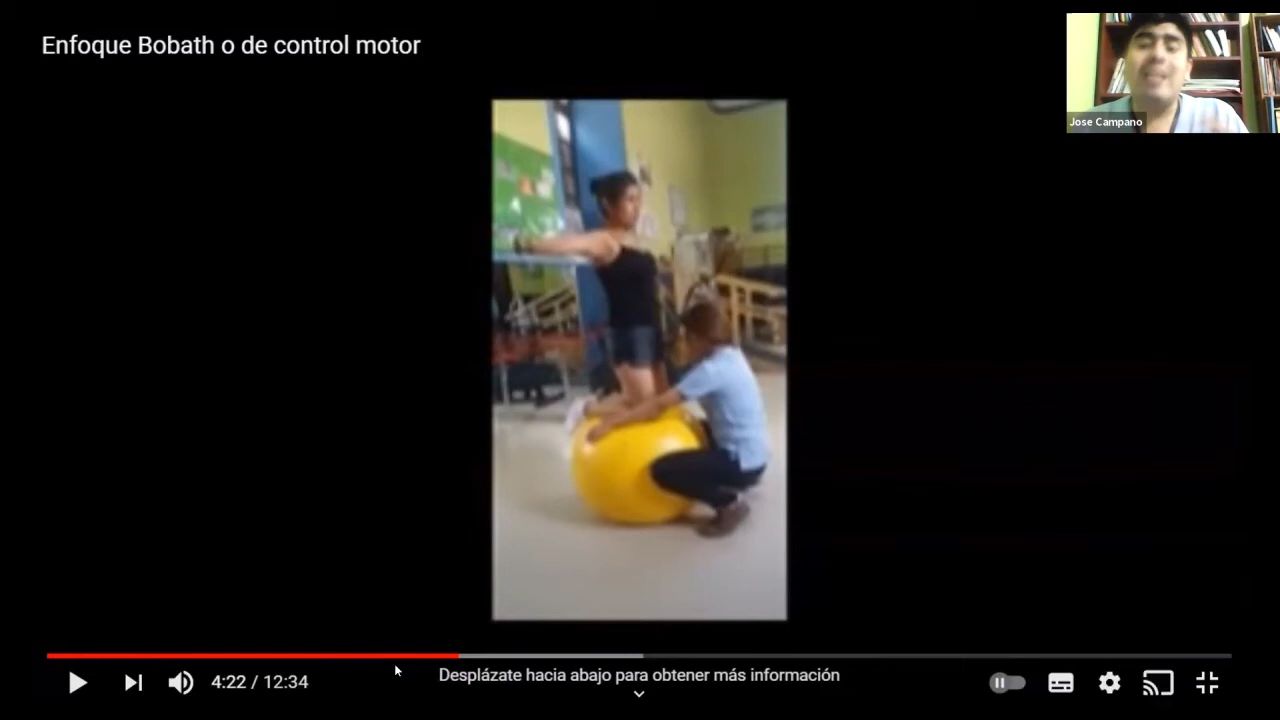 Enfoque Bobath o de control motor
Jose Campano
4:22 / 12:34
Desplázate hacia abajo para obtener más información